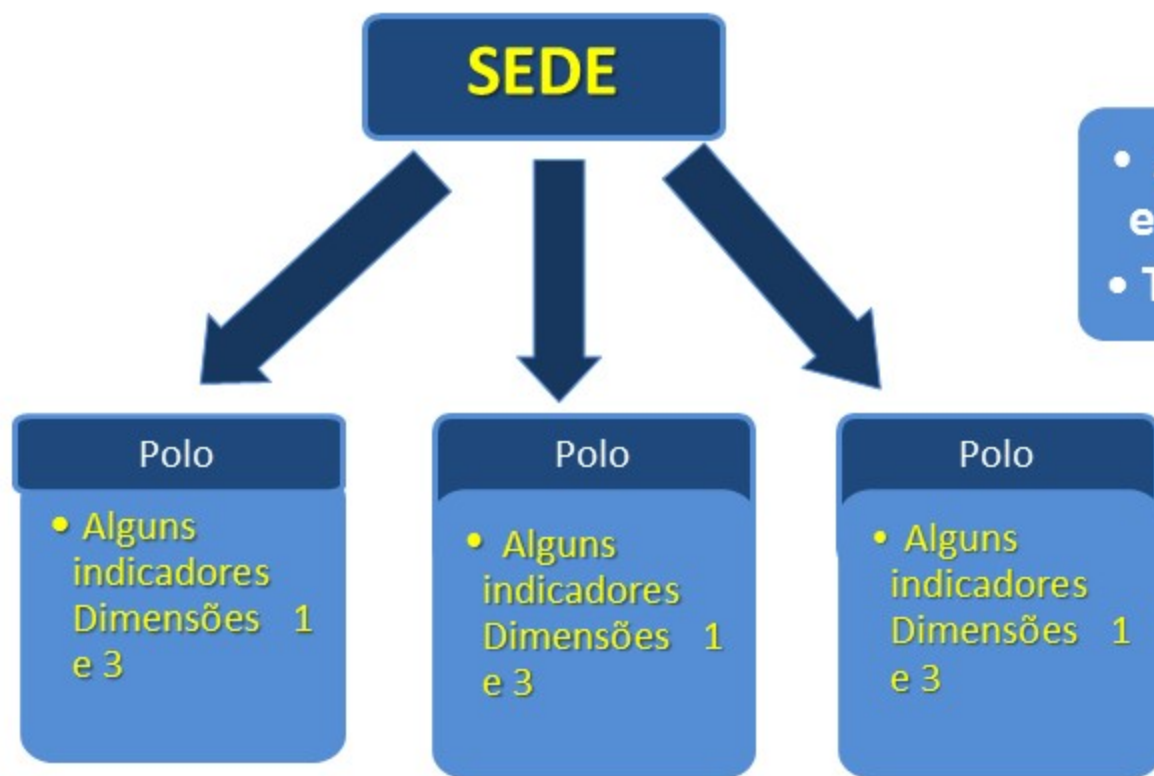 SEDE
•
e
• T
Polo
• Alguns
indicadores
Dimensões 1
e 3
Polo
• Alguns
indicadores
Dimensões 1
e 3
Polo
• Alguns
indicadores
Dimensões 1
e 3